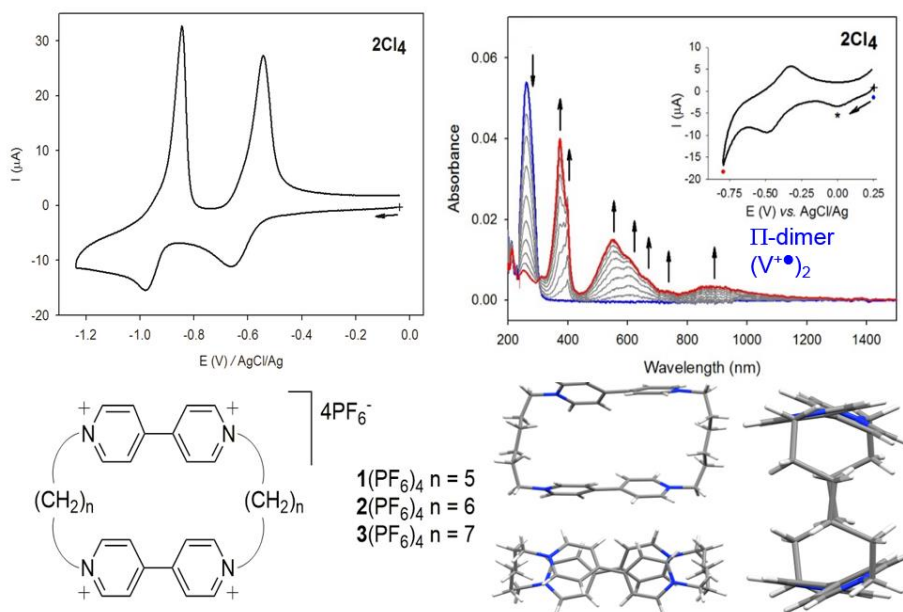 2Cl4
30
20
10
0
-10
-20
I (μA)
-1.2
-1.0
-0.8
-0.6
-0.4
-0.2
0.0
E (V) / AgCl/Ag
0.06
0.04
0.02
0.00
Absorbance
200
400
600
800
1000
1200
1400
Wavelength (nm)
2Cl4
10
5
0
-5
-10
-15
-20
I (μA)
*
-0.75
-0.50
-0.25
0.00
0.25
E (V) vs. AgCl/Ag
Π-dimer
(V+●)2
4PF6-
+ + 
N N
(CH2)n (CH2)n
N N
+ +
1(PF6)4 n = 5
2(PF6)4 n = 6
3(PF6)4 n = 7